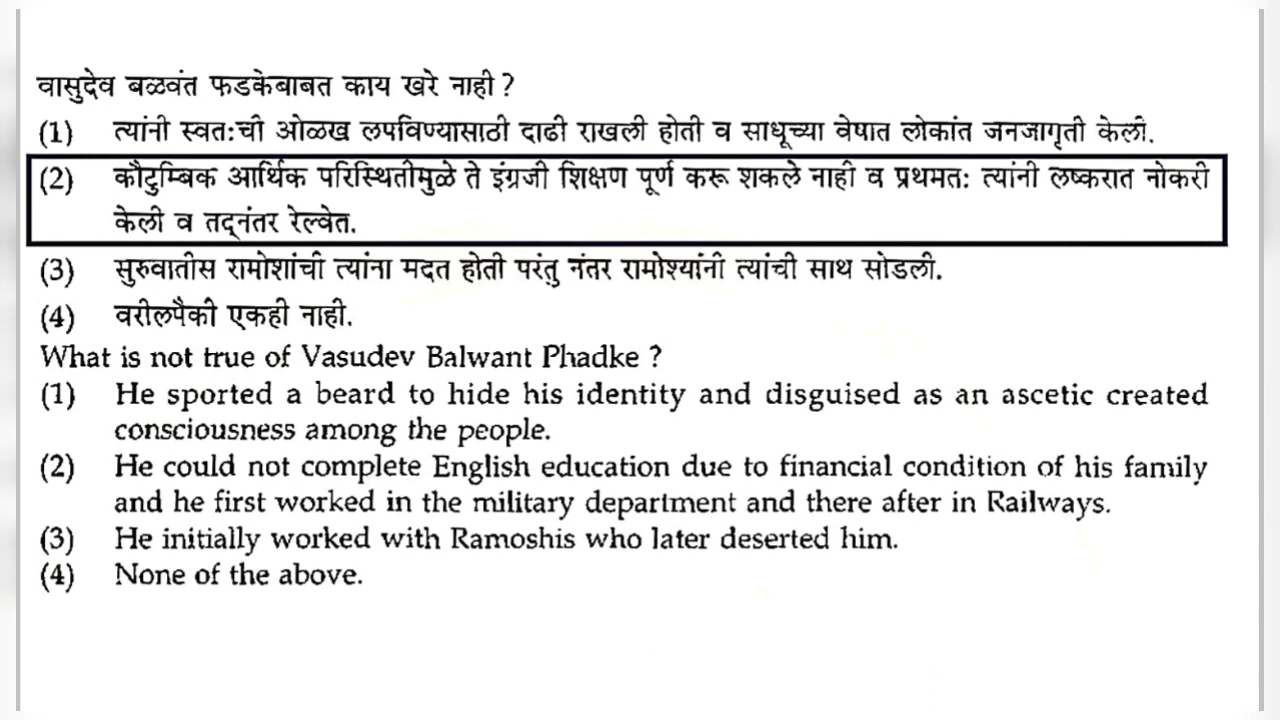 वासुदेव बळवंत फडकेबाबत काय खरे नाही ?
(1) त्यांनी स्वतःची ओळख लपविण्यासाठी दाढी राखली होती व साधूच्या वेषात लोकांत जनजागृती केली.
(2) कौटुम्बिक आर्थिक परिस्थितीमुळे ते इंग्रजी शिक्षण पूर्ण करू शकले नाही व प्रथमतः त्यांनी लष्करात नोकरी
केली व तद्नंतर रेल्वेत.
(3) सुरुवातीस रामोशांची त्यांना मदत होती परंतु नंतर रामोश्यांनी त्यांची साथ सोडली.
(4) वरीलपैकी एकही नाही.
What is not true of Vasudev Balwant Phadke ?
(1) He sported a beard to hide his identity and disguised as an ascetic created
consciousness among the people.
(2) He could not complete English education due to financial condition of his family
and he first worked in the military department and there after in Railways.
(3) He initially worked with Ramoshis who later deserted him.
(4) None of the above.